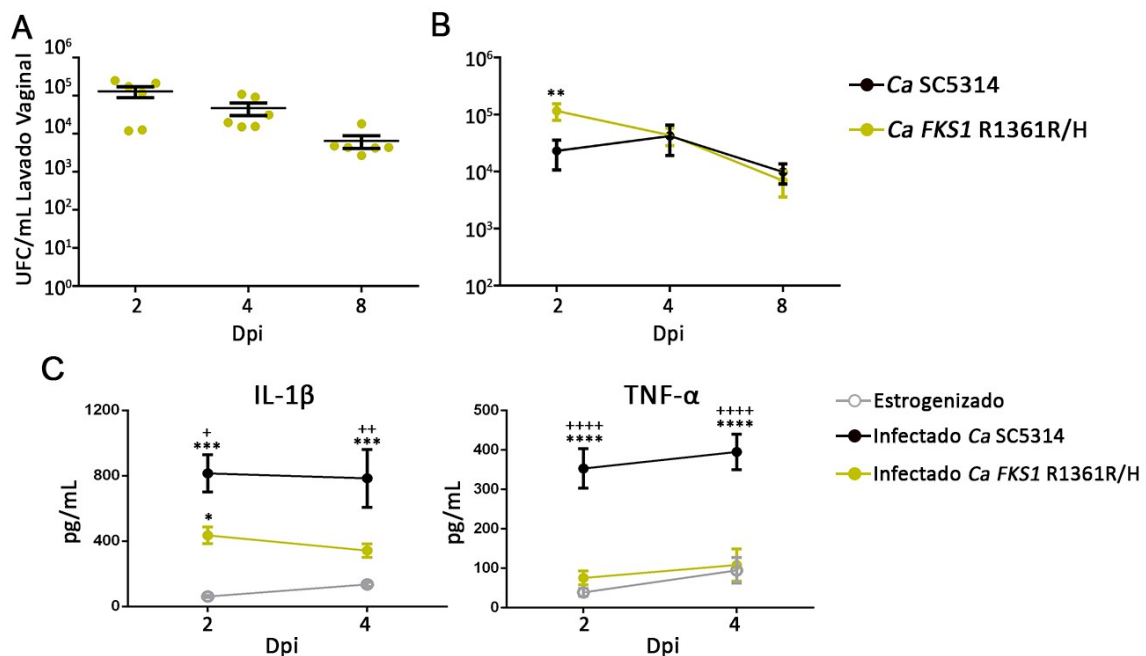 A
UFC/mL Lavado Vaginal
10⁶
10⁵
10⁴
10³
10²
10¹
10⁰
2
4
8
Dpi
B
10⁶
10⁵
10⁴
10³
10²
**
2
4
8
Dpi
Ca SC5314
Ca FKS1 R1361R/H
C
IL-1β
pg/mL
1200
800
400
0
+
***
*
++
***
2
4
Dpi
TNF-α
pg/mL
500
400
300
200
100
0
++++
****
++++
****
2
4
Dpi
Estrogenizado
Infectado Ca SC5314
Infectado Ca FKS1 R1361R/H